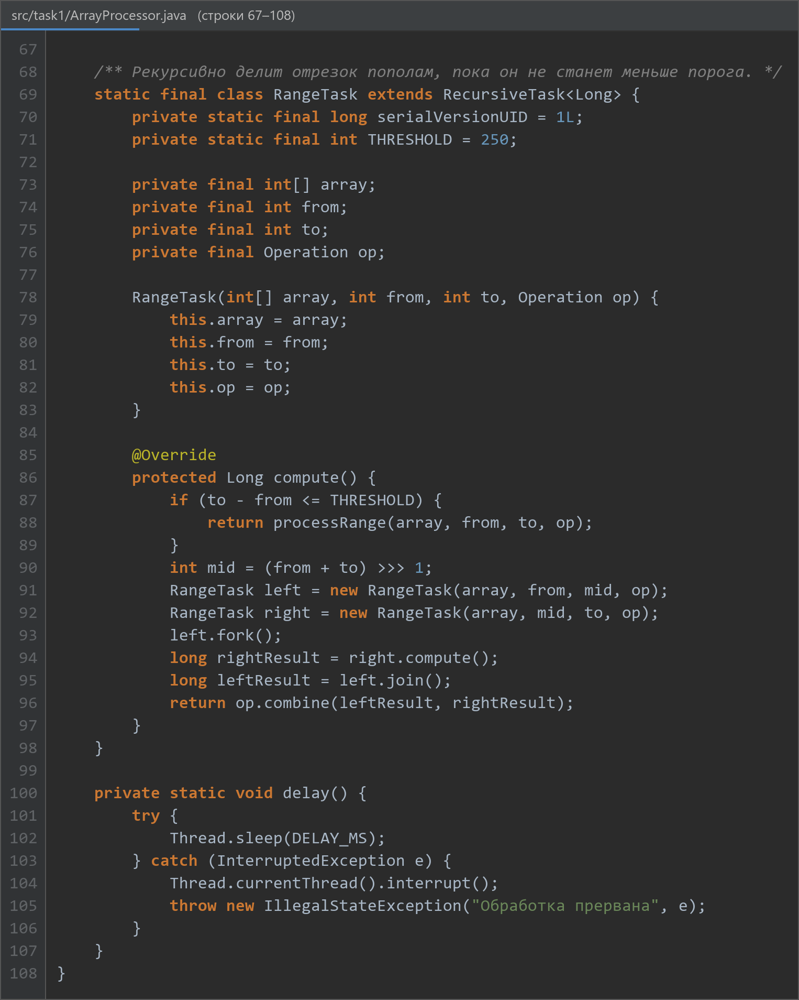 src/task1/ArrayProcessor.java (строки 67–108)
67
68 /** Рекурсивно делит отрезок пополам, пока он не станет меньше порога. */
69 static final class RangeTask extends RecursiveTask<Long> {
70 private static final long serialVersionUID = 1L;
71 private static final int THRESHOLD = 250;
72
73 private final int[] array;
74 private final int from;
75 private final int to;
76 private final Operation op;
77
78 RangeTask(int[] array, int from, int to, Operation op) {
79 this.array = array;
80 this.from = from;
81 this.to = to;
82 this.op = op;
83 }
84
85 @Override
86 protected Long compute() {
87 if (to - from <= THRESHOLD) {
88 return processRange(array, from, to, op);
89 }
90 int mid = (from + to) >>> 1;
91 RangeTask left = new RangeTask(array, from, mid, op);
92 RangeTask right = new RangeTask(array, mid, to, op);
93 left.fork();
94 long rightResult = right.compute();
95 long leftResult = left.join();
96 return op.combine(leftResult, rightResult);
97 }
98 }
99
100 private static void delay() {
101 try {
102 Thread.sleep(DELAY_MS);
103 } catch (InterruptedException e) {
104 Thread.currentThread().interrupt();
105 throw new IllegalStateException("Обработка прервана", e);
106 }
107 }
108 }